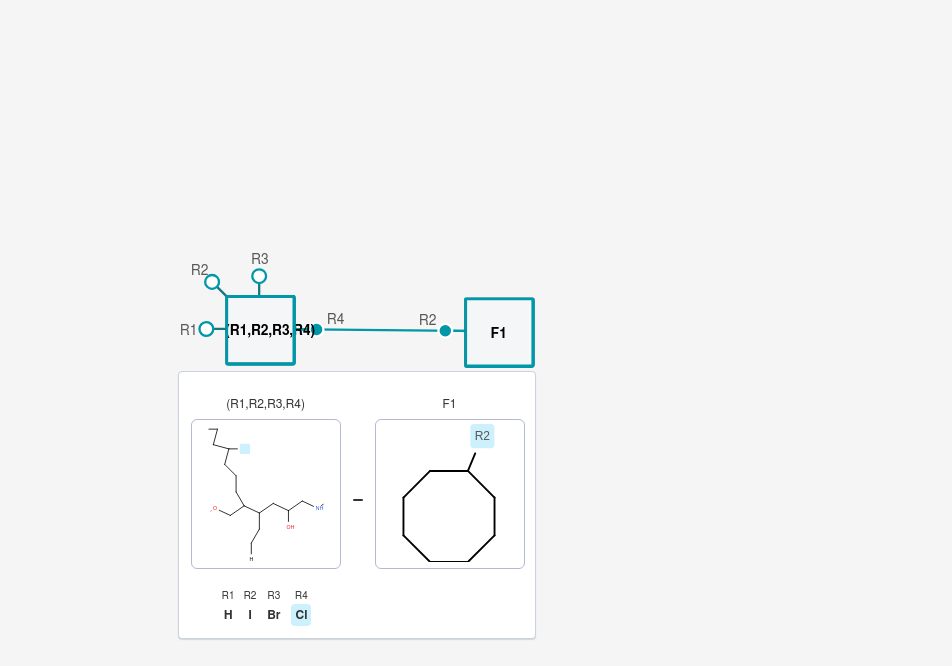 R3
R2
R1
(R1,R2,R3,R4)
R4
R2
F1
(R1,R2,R3,R4)
F1
R2
O
NH
OH
H
R1 R2 R3 R4
H I Br Cl